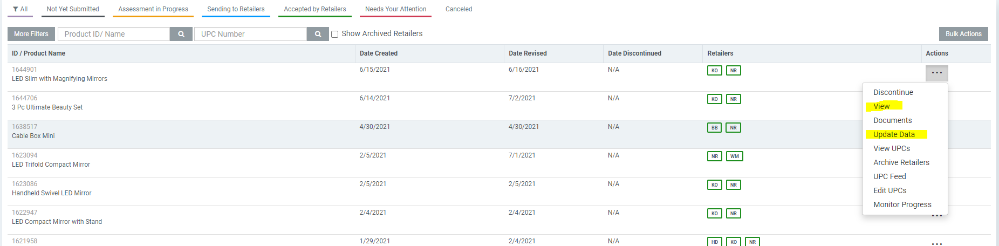 All Not Yet Submitted Assessment in Progress Sending to Retailers Accepted by Retailers Needs Your Attention Canceled
More Filters Product ID/ Name UPC Number Show Archived Retailers Bulk Actions
ID / Product Name Date Created Date Revised Date Discontinued Retailers Actions
1644901 6/15/2021 6/16/2021 N/A KO NR
LED Slim with Magnifying Mirrors
1644706 6/14/2021 7/2/2021 N/A KO NR
3 Pc Ultimate Beauty Set
1638517 4/30/2021 4/30/2021 N/A BB NR
Cable Box Mini
1623094 2/5/2021 7/1/2021 N/A NR WM
LED Trifold Compact Mirror
1623086 2/5/2021 2/5/2021 N/A KO NR
Handheld Swivel LED Mirror
1622947 2/4/2021 2/4/2021 N/A KO NR
LED Compact Mirror with Stand
1621958 1/29/2021 2/4/2021 N/A HD KO NR
Discontinue
View
Documents
Update Data
View UPCs
Archive Retailers
UPC Feed
Edit UPCs
Monitor Progress